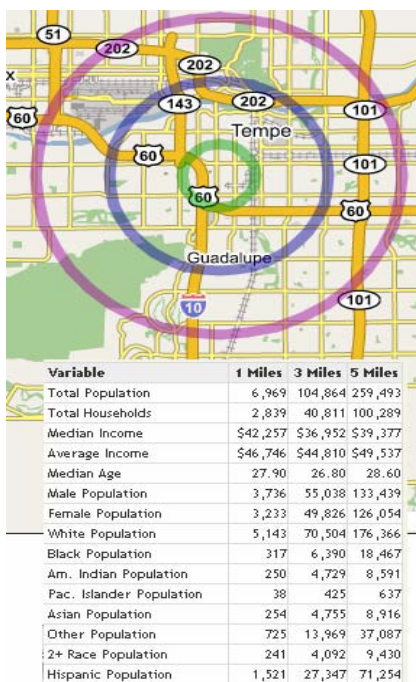 51
202
202
x
143
202
60
101
Tempe
60
101
60
60
Guadalupe
10
101
Variable 1 Miles 3 Miles 5 Miles
Total Population 6,969 104,864 259,493
Total Households 2,839 40,811 100,289
Median Income $42,257 $36,952 $39,377
Average Income $46,746 $44,810 $49,537
Median Age 27.90 26.80 28.60
Male Population 3,736 55,038 133,439
Female Population 3,233 49,826 126,054
White Population 5,143 70,504 176,366
Black Population 317 6,390 18,467
Am. Indian Population 250 4,729 8,591
Pac. Islander Population 38 425 637
Asian Population 254 4,755 8,916
Other Population 725 13,969 37,087
2+ Race Population 241 4,092 9,430
Hispanic Population 1,521 27,347 71,254